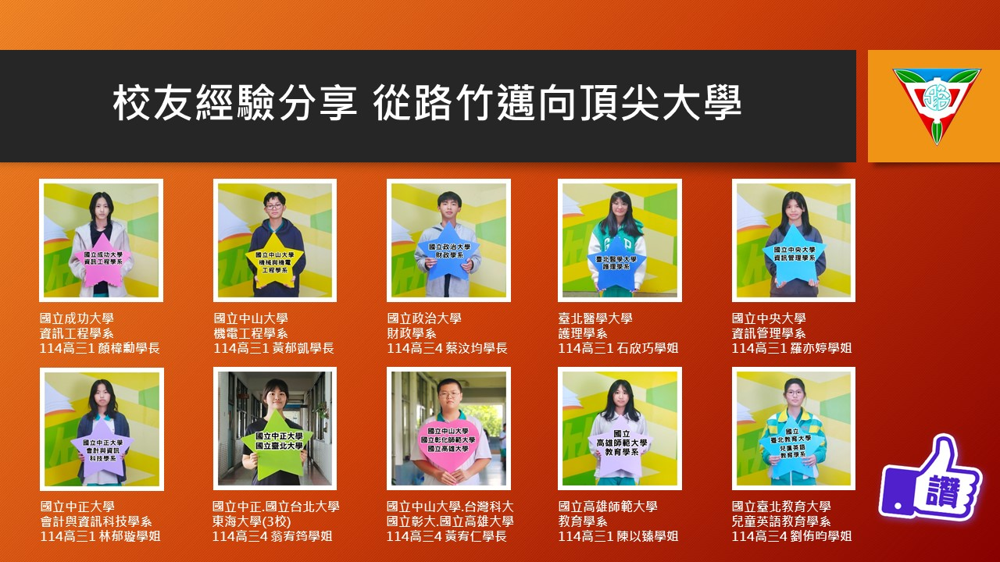 校友經驗分享 從路竹邁向頂尖大學
路
國立成功大學
資訊工程學系
國立中山大學
機械與機電
工程學系
國立政治大學
財政學系
臺北醫學大學
護理學系
國立中央大學
資訊管理學系
國立成功大學
資訊工程學系
114高三1 顏楎勳學長
國立中山大學
機電工程學系
114高三1 黃郁凱學長
國立政治大學
財政學系
114高三4 蔡汶均學長
臺北醫學大學
護理學系
114高三1 石欣巧學姐
國立中央大學
資訊管理學系
114高三1 羅亦婷學姐
國立中正大學
會計與資訊
科技學系
國立中正大學
國立臺北大學
國立中山大學
國立彰化師範大學
國立高雄大學
國立
高雄師範大學
教育學系
國立
臺北教育大學
兒童英語
教育學系
國立中正大學
會計與資訊科技學系
114高三1 林郁璇學姐
國立中正.國立台北大學
東海大學(3校)
114高三4 翁宥筠學姐
國立中山大學.台灣科大
國立彰大.國立高雄大學
114高三4 黃宥仁學長
國立高雄師範大學
教育學系
114高三1 陳以臻學姐
國立臺北教育大學
兒童英語教育學系
114高三4 劉侑昀學姐
讚